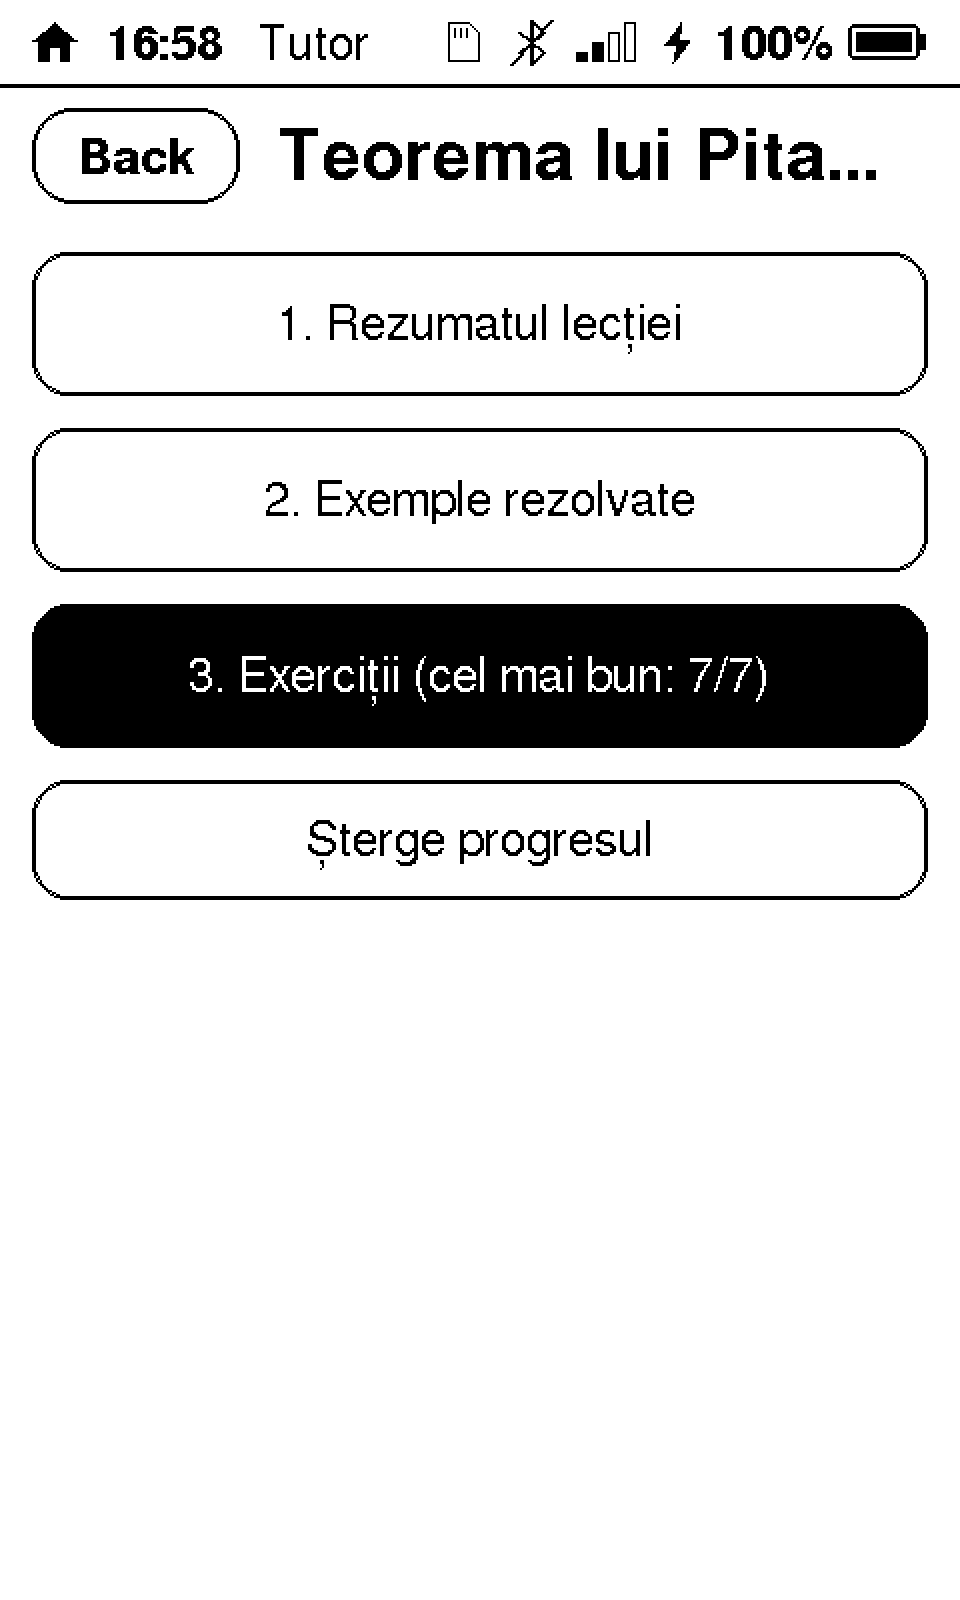 16:58 Tutor 100%
Back Teorema lui Pita...
1. Rezumatul lecției
2. Exemple rezolvate
3. Exerciții (cel mai bun: 7/7)
Șterge progresul